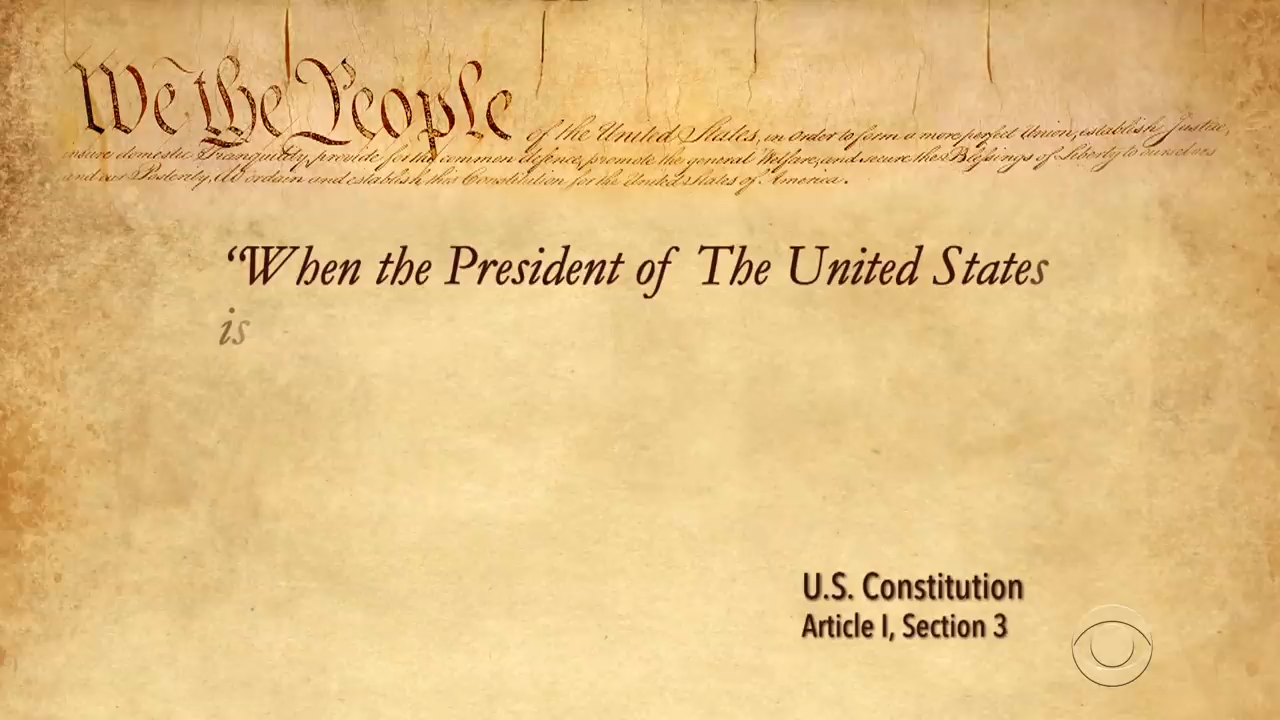 We the People
of the United States, in Order to form a more perfect Union, establish Justice,
insure domestic Tranquility, provide for the common defence, promote the general Welfare, and secure the Blessings of Liberty to ourselves
and our Posterity, do ordain and establish this Constitution for the United States of America.
“When the President of The United States
is
U.S. Constitution
Article I, Section 3